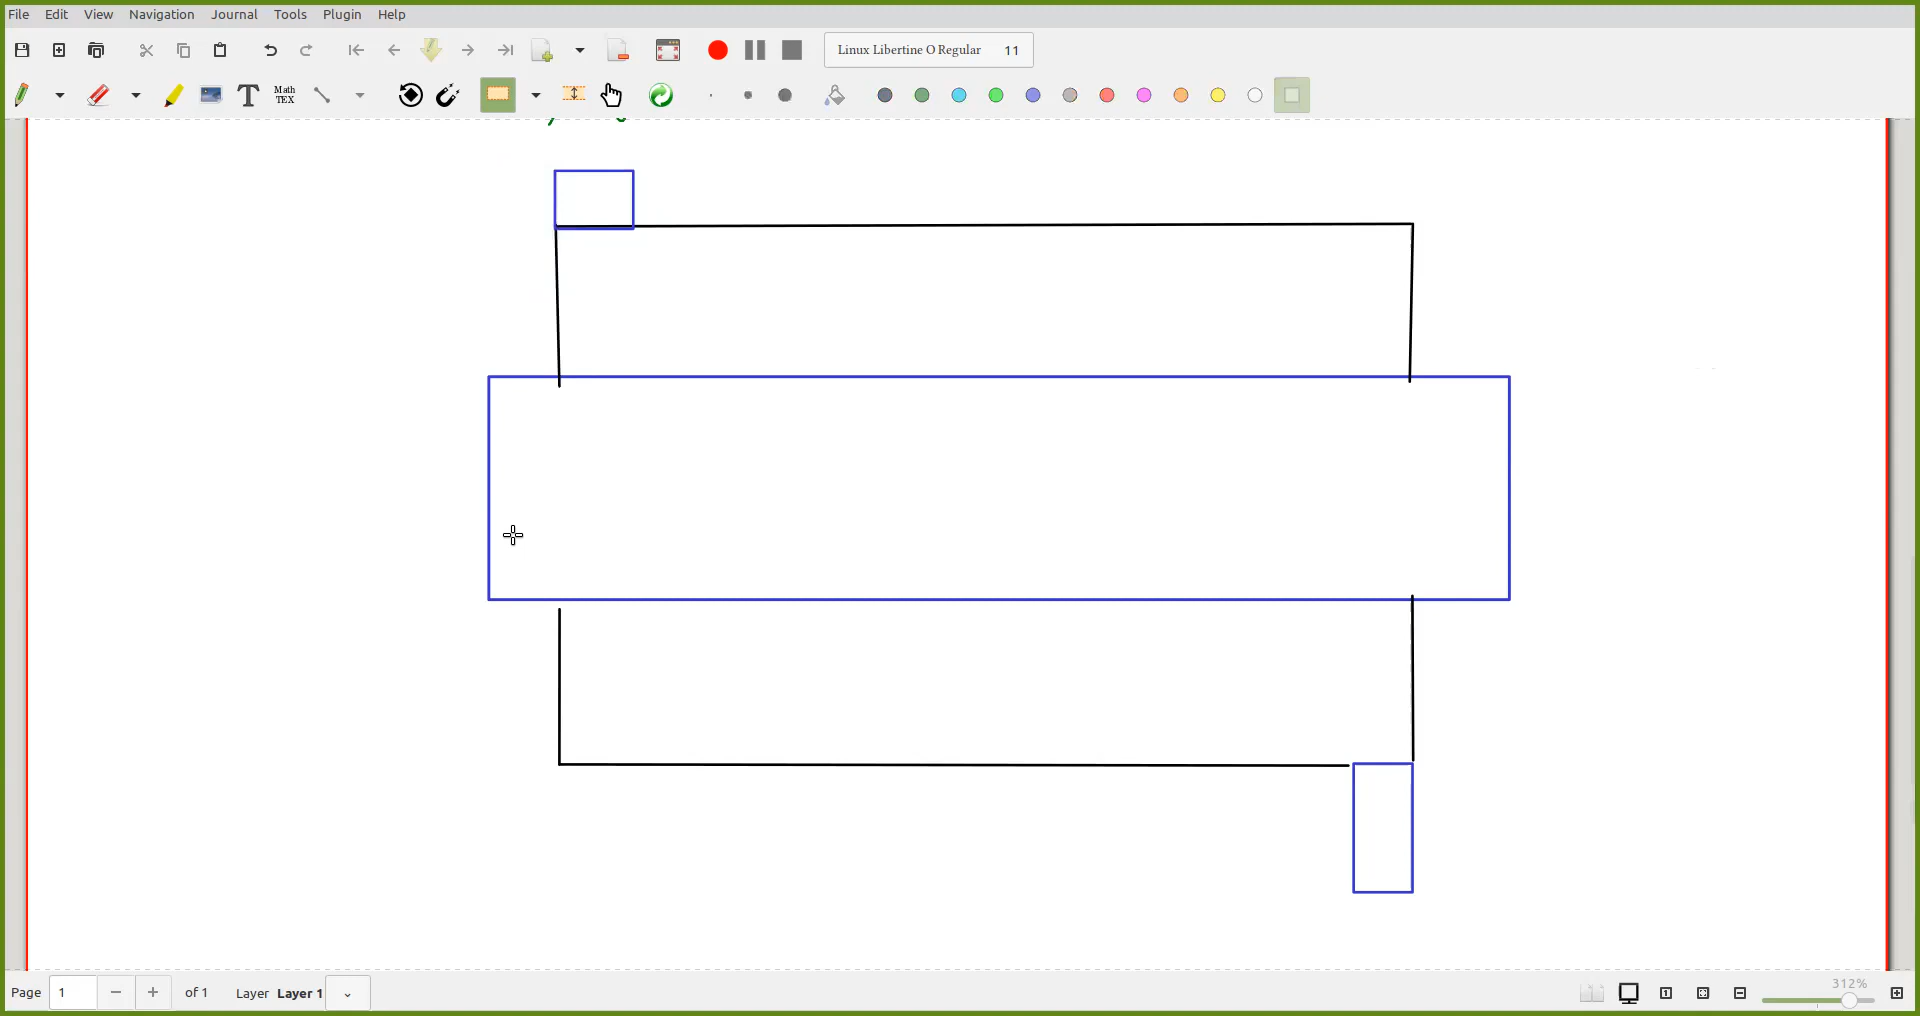 File Edit View Navigation Journal Tools Plugin Help
Linux Libertine O Regular 11
T Math TEX
Page 1 of 1 Layer Layer 1 312%